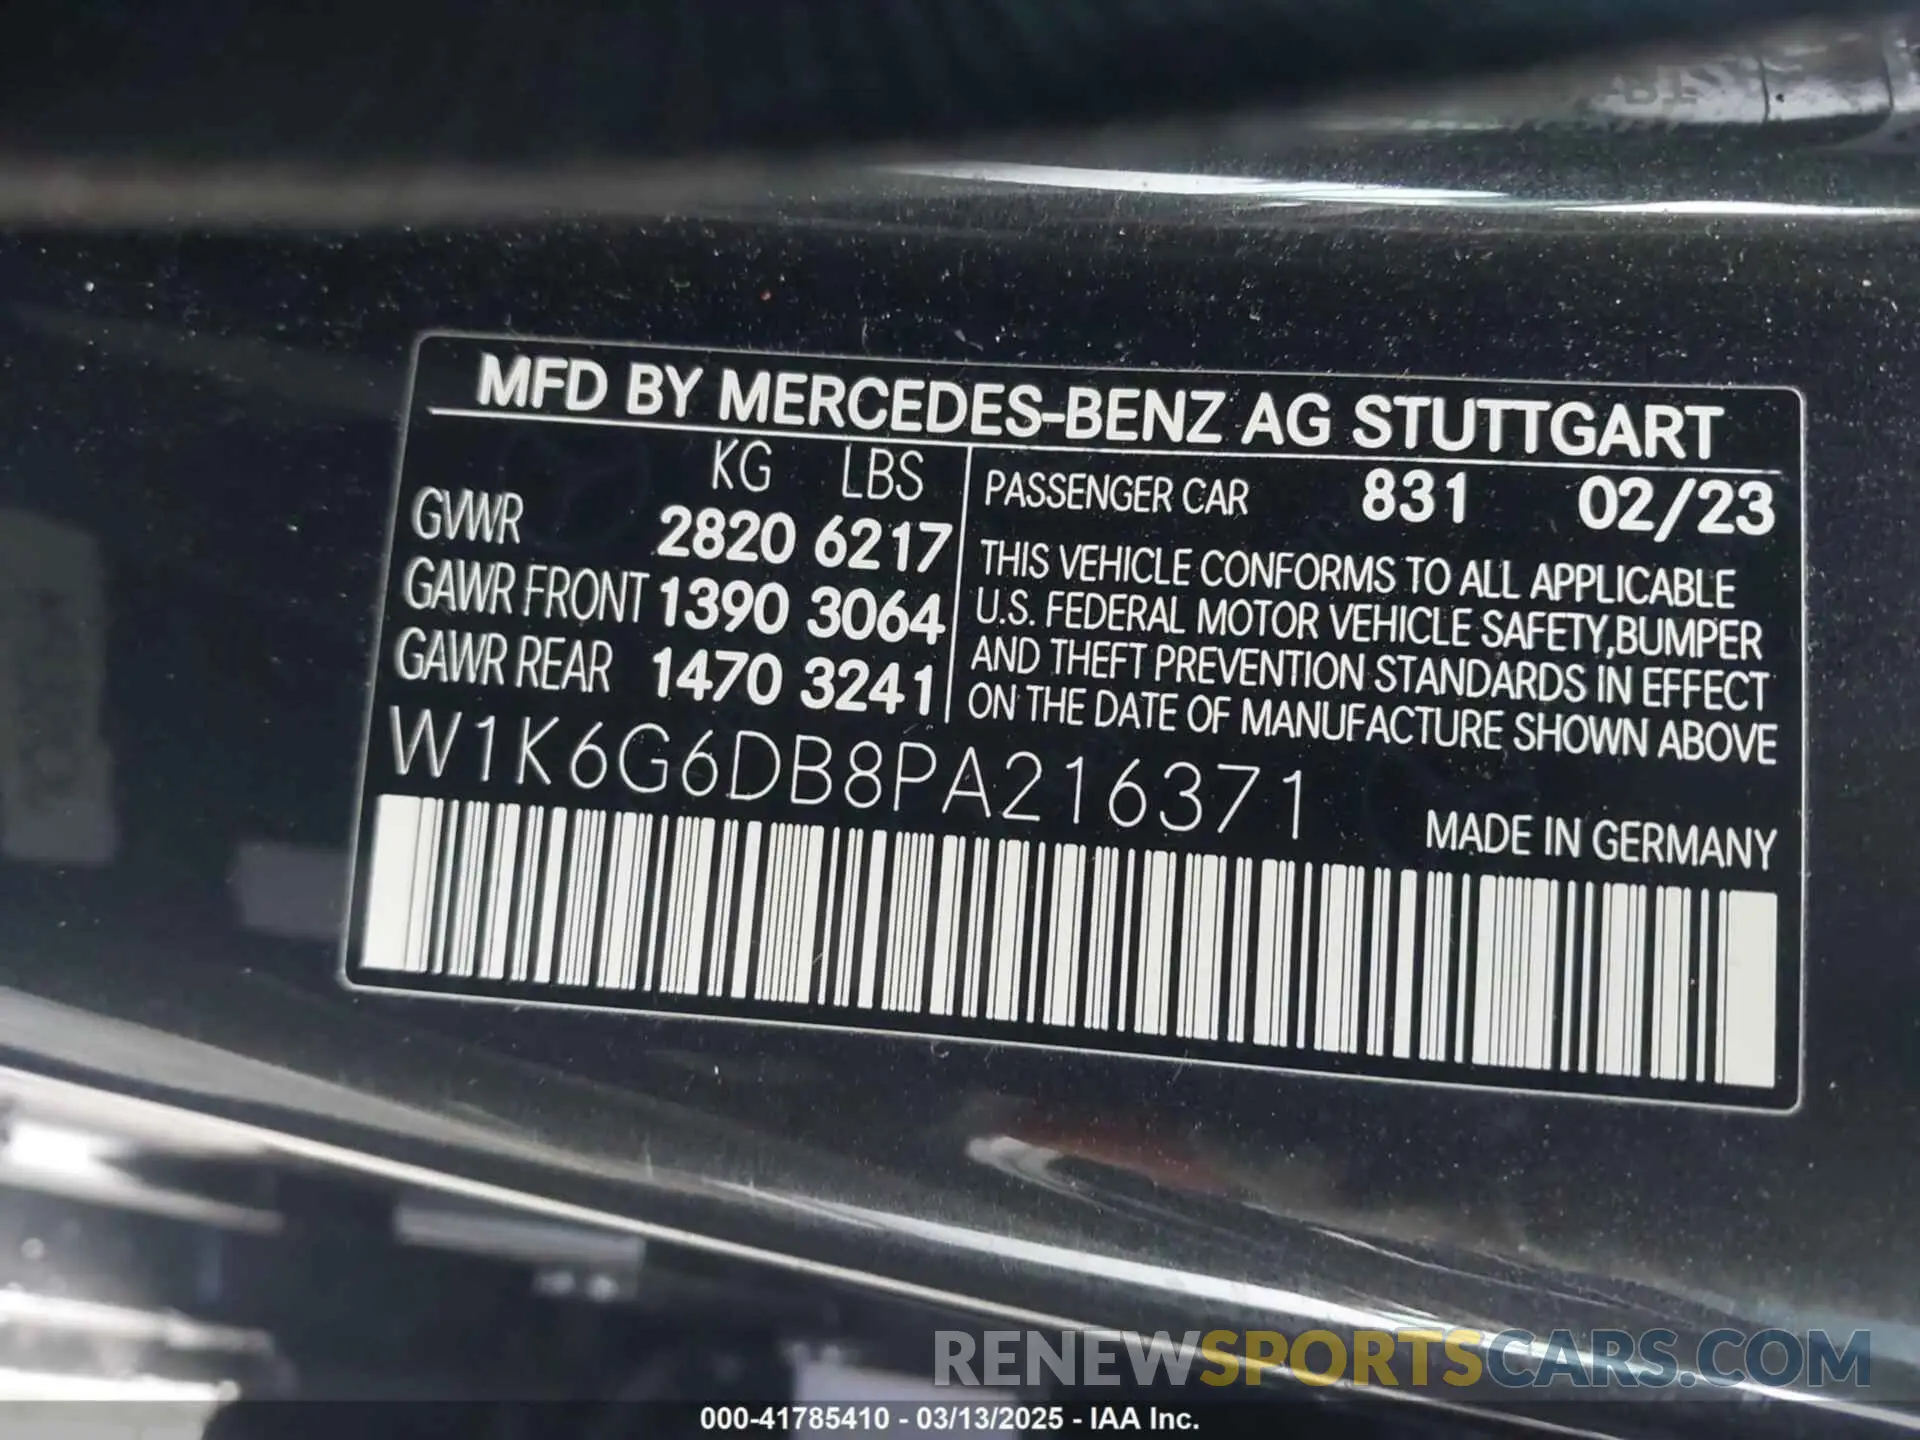 MFD BY MERCEDES-BENZ AG STUTTGART
KG LBS
GVWR 2820 6217
GAWR FRONT 1390 3064
GAWR REAR 1470 3241
PASSENGER CAR 831 02/23
THIS VEHICLE CONFORMS TO ALL APPLICABLE
U.S. FEDERAL MOTOR VEHICLE SAFETY,BUMPER
AND THEFT PREVENTION STANDARDS IN EFFECT
ON THE DATE OF MANUFACTURE SHOWN ABOVE
W1K6G6DB8PA216371
MADE IN GERMANY
RENEWSPORTSCARS.COM
000-41785410 - 03/13/2025 - IAA Inc.